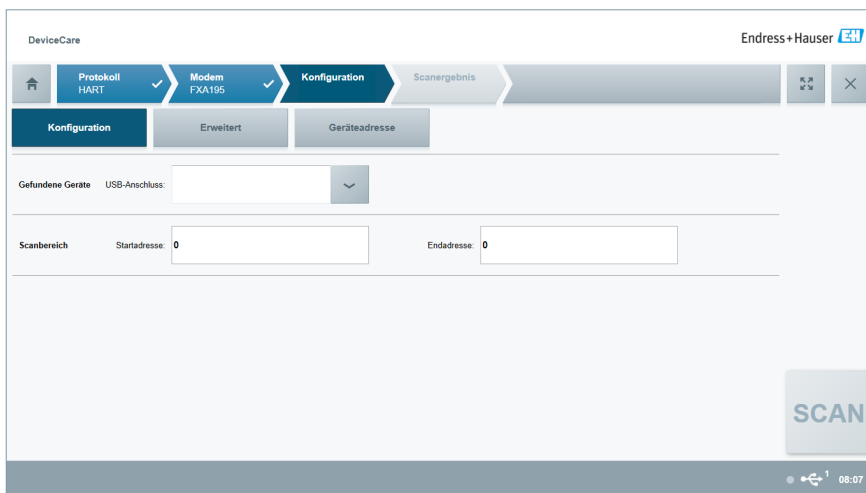 DeviceCare
Endress+Hauser EH
Protokoll
HART
Modem
FXA195
Konfiguration
Scanergebnis
Konfiguration
Erweitert
Geräteadresse
Gefundene Geräte USB-Anschluss:
Scanbereich Startadresse: 0 Endadresse: 0
SCAN
1 08:07